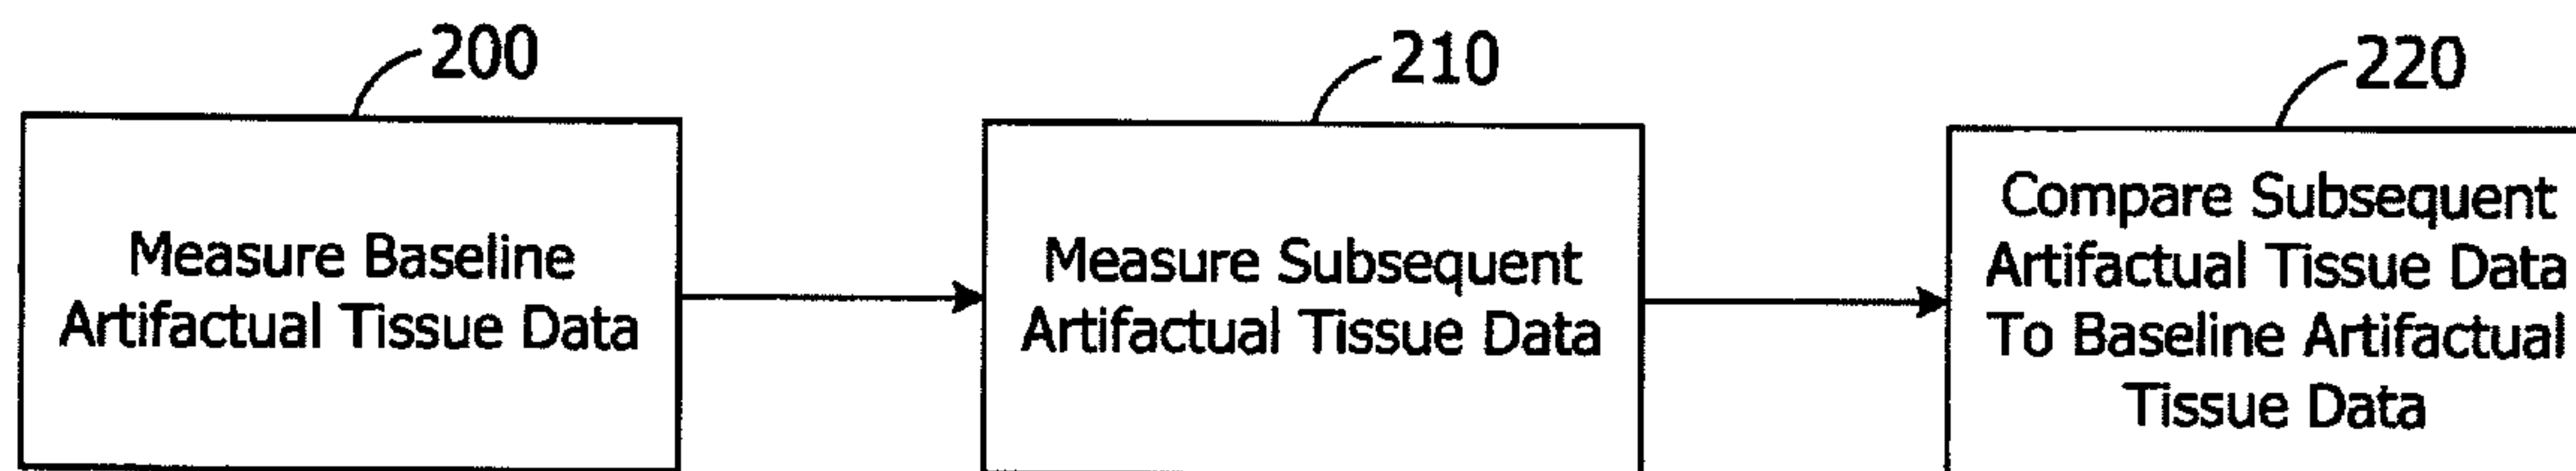 200
Measure Baseline
Artifactual Tissue Data
210
Measure Subsequent
Artifactual Tissue Data
220
Compare Subsequent
Artifactual Tissue Data
To Baseline Artifactual
Tissue Data